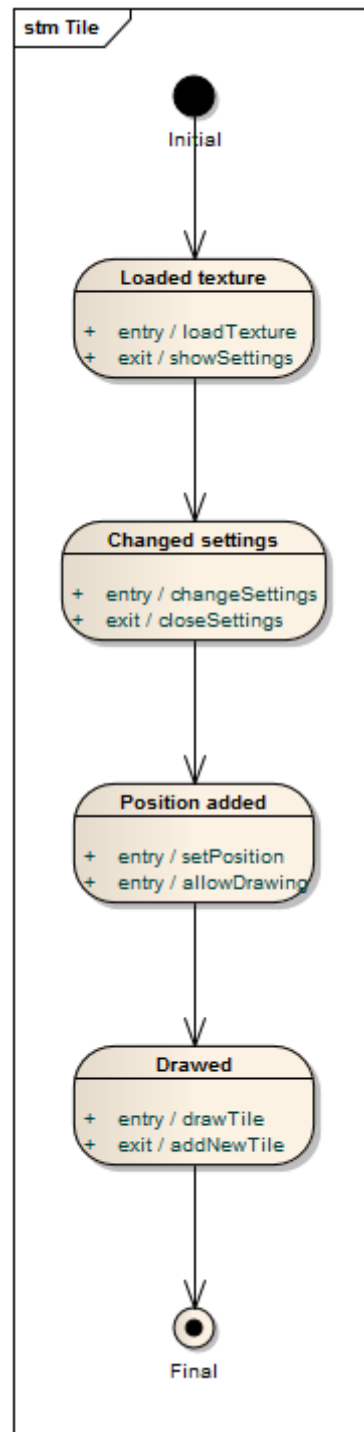 stm Tile
Initial
Loaded texture
+ entry / loadTexture
+ exit / showSettings
Changed settings
+ entry / changeSettings
+ exit / closeSettings
Position added
+ entry / setPosition
+ entry / allowDrawing
Drawed
+ entry / drawTile
+ exit / addNewTile
Final